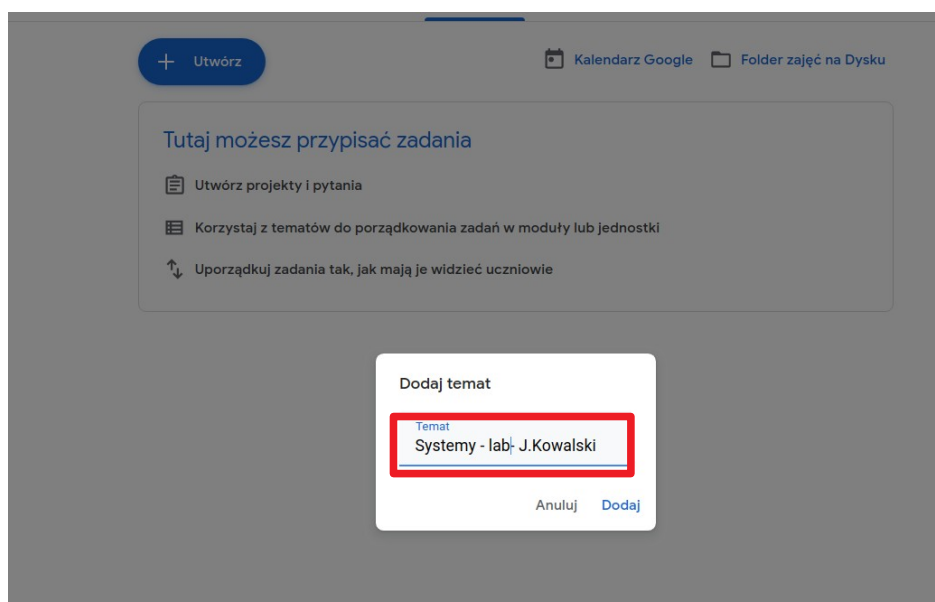 Utwórz
Kalendarz Google
Folder zajęć na Dysku
Tutaj możesz przypisać zadania
Utwórz projekty i pytania
Korzystaj z tematów do porządkowania zadań w moduły lub jednostki
Uporządkuj zadania tak, jak mają je widzieć uczniowie
Dodaj temat
Temat
Systemy - lab- J.Kowalski
Anuluj
Dodaj